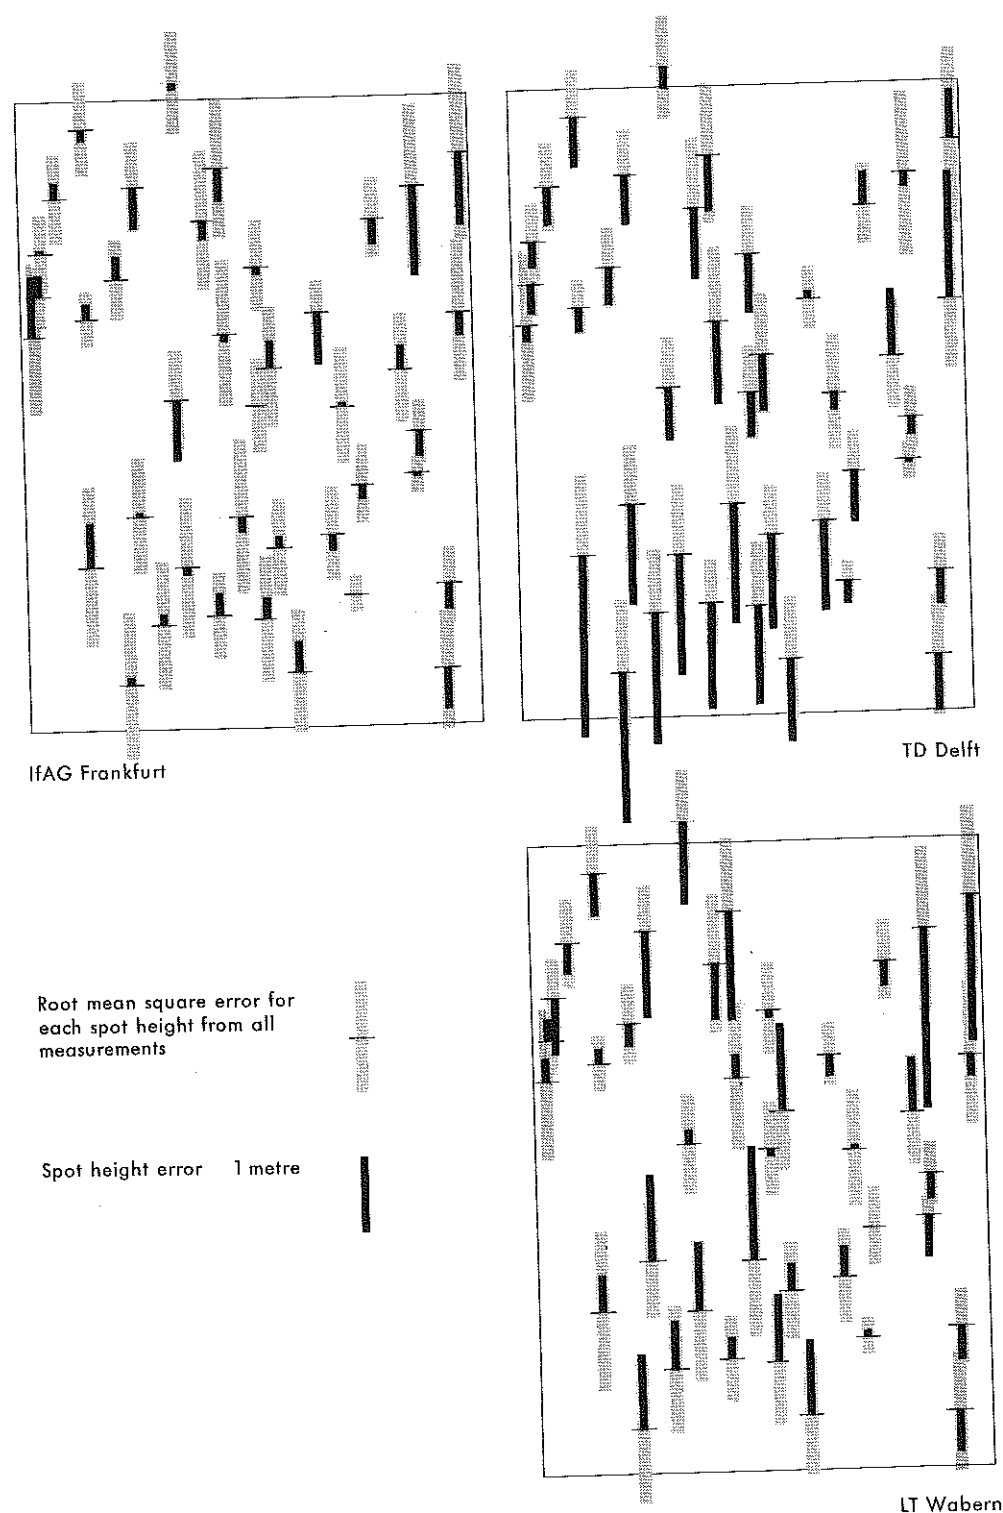 IfAG Frankfurt
TD Delft
Root mean square error for
each spot height from all
measurements
Spot height error 1 metre
LT Wabern